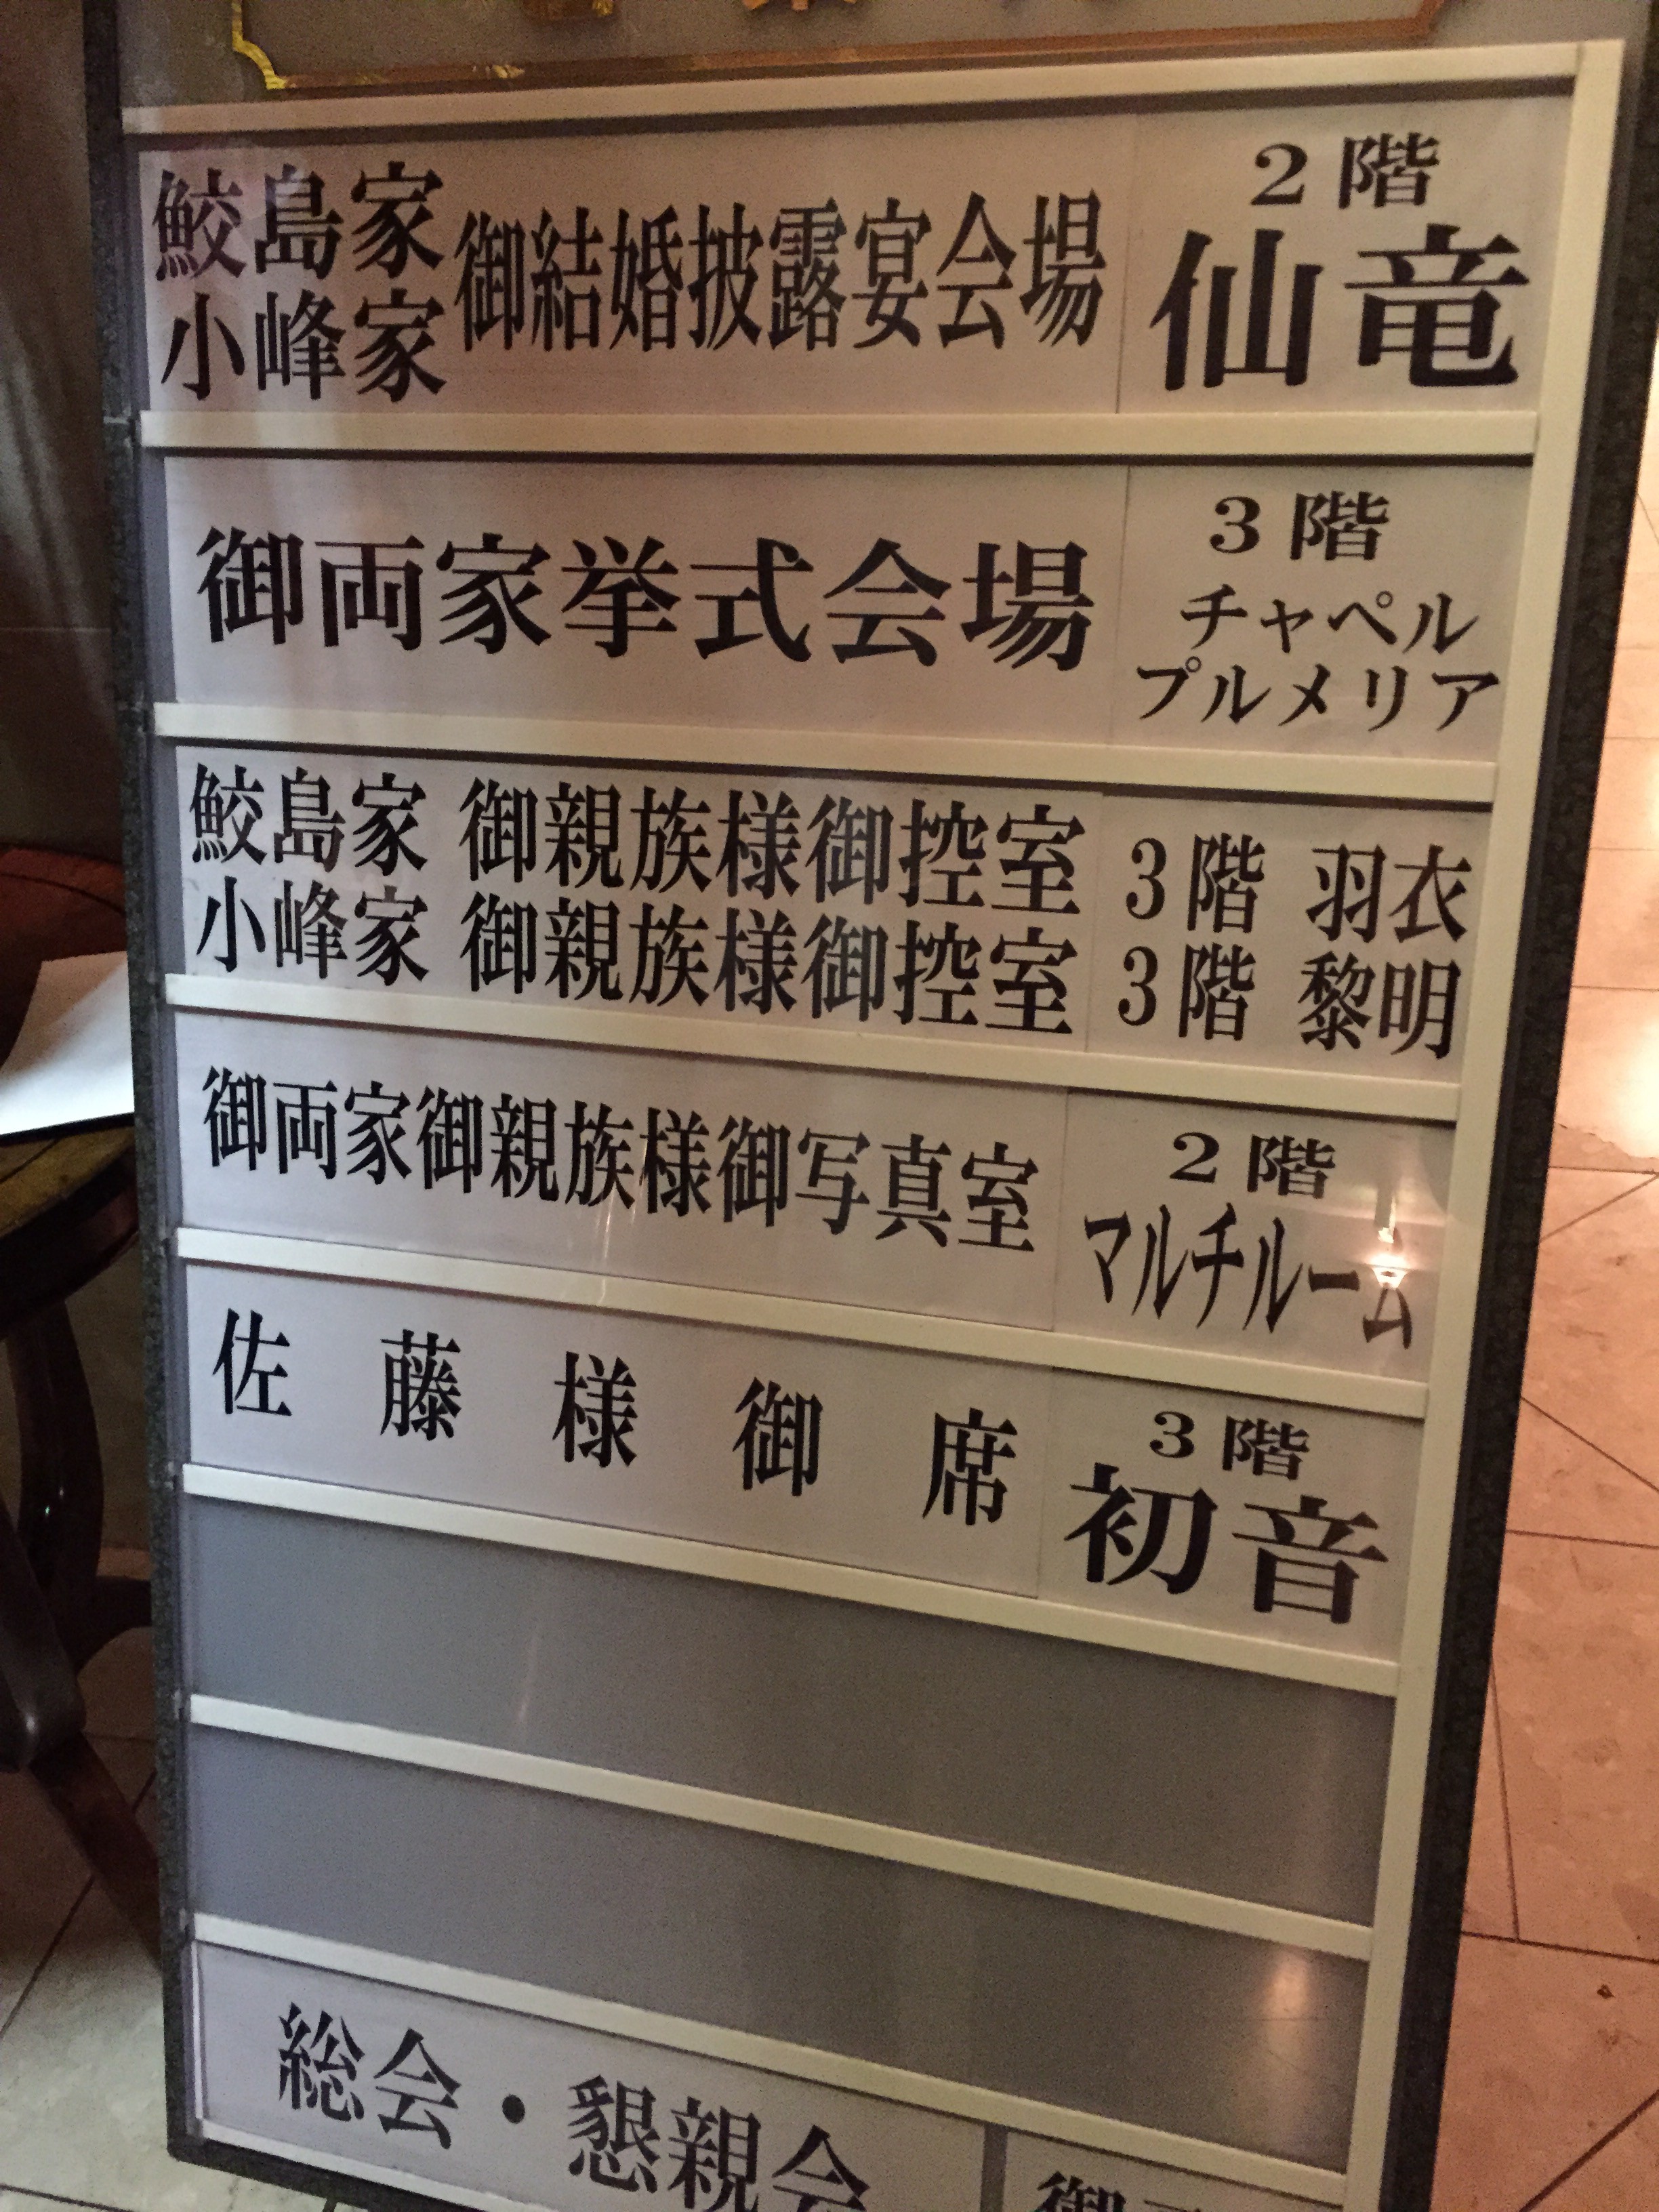 鮫島家
小峰家
御結婚披露宴会場
2階
仙竜
御両家挙式会場
3階
チャペル
プルメリア
鮫島家 御親族様御控室 3階 羽衣
小峰家 御親族様御控室 3階 黎明
御両家御親族様御写真室
2階
マルチルーム
佐藤様御席
3階
初音
総会・懇親会
御